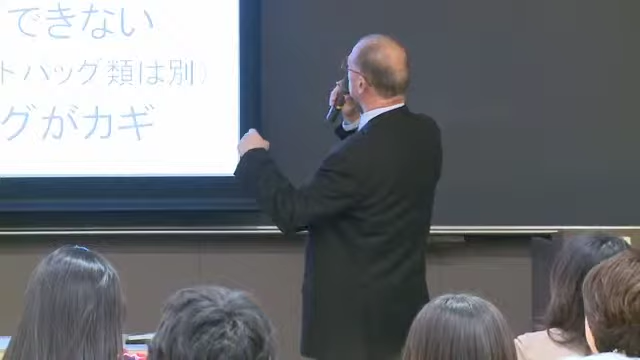 できない
トバッグ類は別）
グがカギ